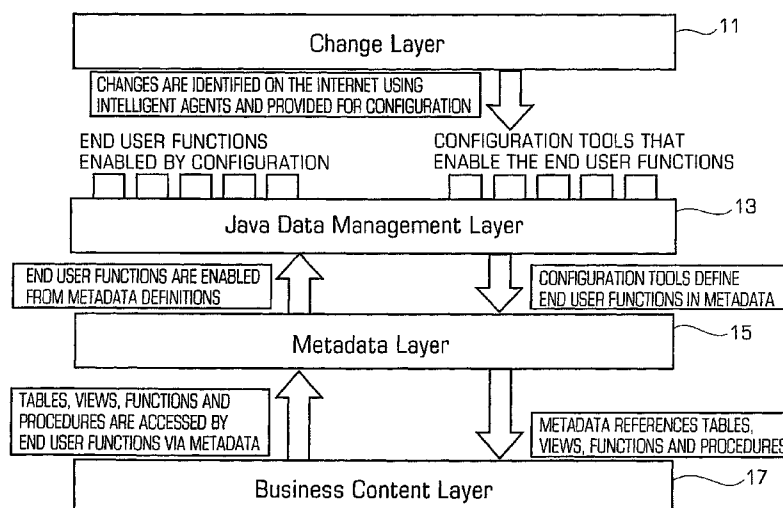 Change Layer
11
CHANGES ARE IDENTIFIED ON THE INTERNET USING
INTELLIGENT AGENTS AND PROVIDED FOR CONFIGURATION
END USER FUNCTIONS
ENABLED BY CONFIGURATION
CONFIGURATION TOOLS THAT
ENABLE THE END USER FUNCTIONS
Java Data Management Layer
13
END USER FUNCTIONS ARE ENABLED
FROM METADATA DEFINITIONS
CONFIGURATION TOOLS DEFINE
END USER FUNCTIONS IN METADATA
Metadata Layer
15
TABLES, VIEWS, FUNCTIONS AND
PROCEDURES ARE ACCESSED BY
END USER FUNCTIONS VIA METADATA
METADATA REFERENCES TABLES,
VIEWS, FUNCTIONS AND PROCEDURES
Business Content Layer
17